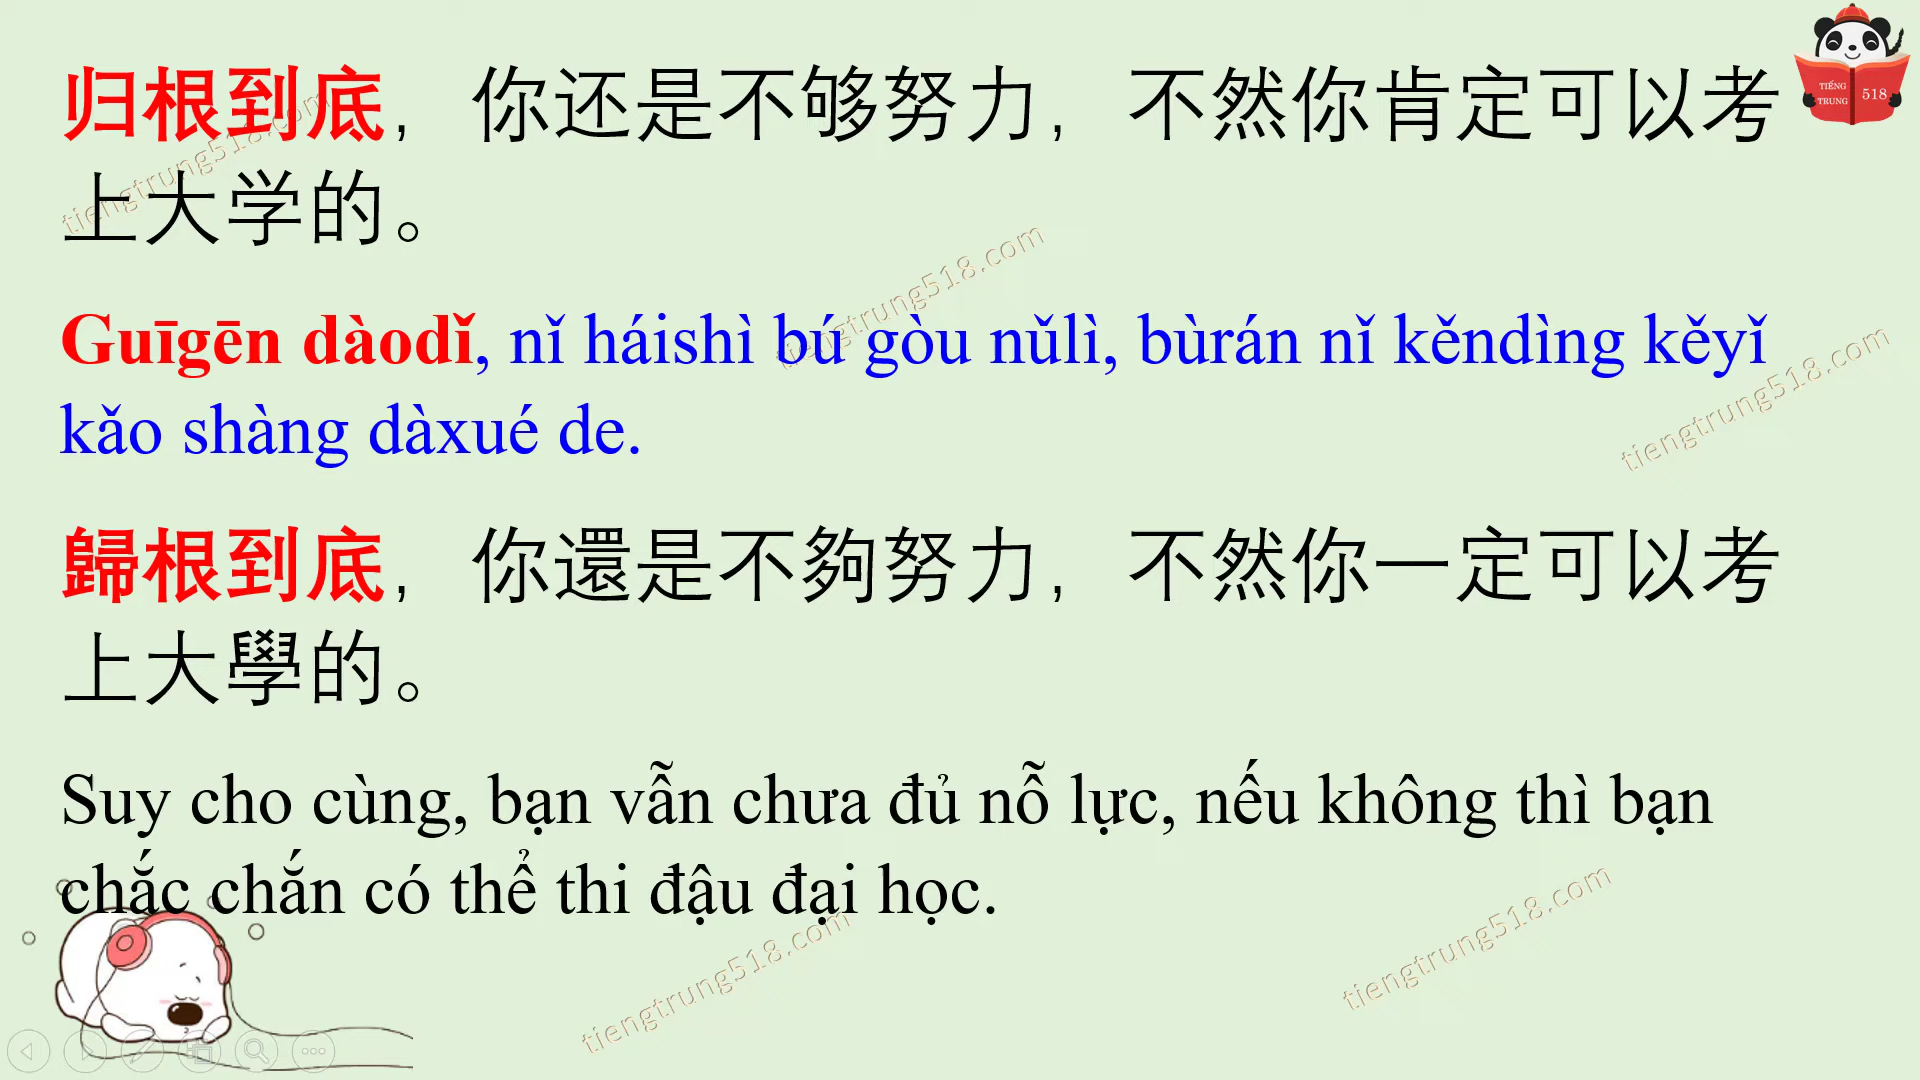 归根到底，你还是不够努力，不然你肯定可以考
上大学的。
Guīgēn dàodǐ, nǐ háishì bú gòu nǔlì, bùrán nǐ kěndìng kěyǐ
kǎo shàng dàxué de.
歸根到底，你還是不夠努力，不然你一定可以考
上大學的。
Suy cho cùng, bạn vẫn chưa đủ nỗ lực, nếu không thì bạn
chắc chắn có thể thi đậu đại học.
TIẾNG
TRUNG
518
tiengtrung518.com
tiengtrung518.com
tiengtrung518.com
tiengtrung518.com
tiengtrung518.com